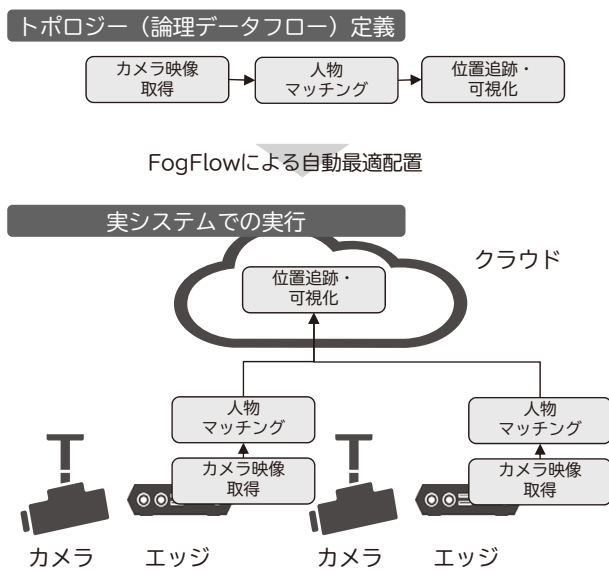 トポロジー（論理データフロー）定義
カメラ映像
取得
人物
マッチング
位置追跡・
可視化
FogFlowによる自動最適配置
実システムでの実行
クラウド
位置追跡・
可視化
人物
マッチング
カメラ映像
取得
人物
マッチング
カメラ映像
取得
カメラ
エッジ
カメラ
エッジ